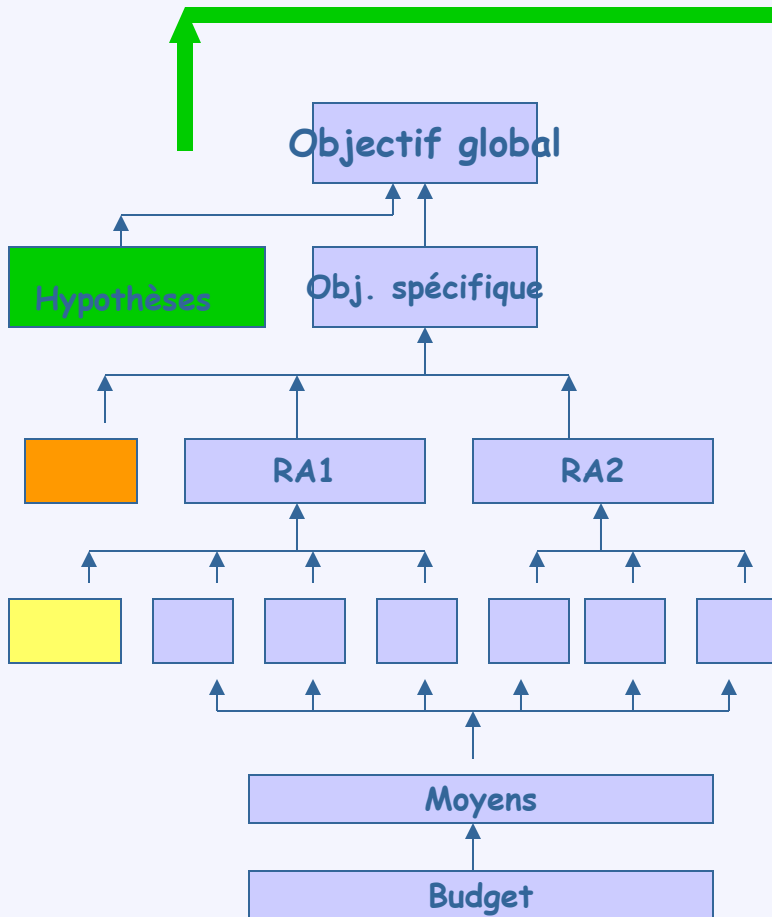 Objectif global
Hypothèses
Obj. spécifique
RA1
RA2
Moyens
Budget